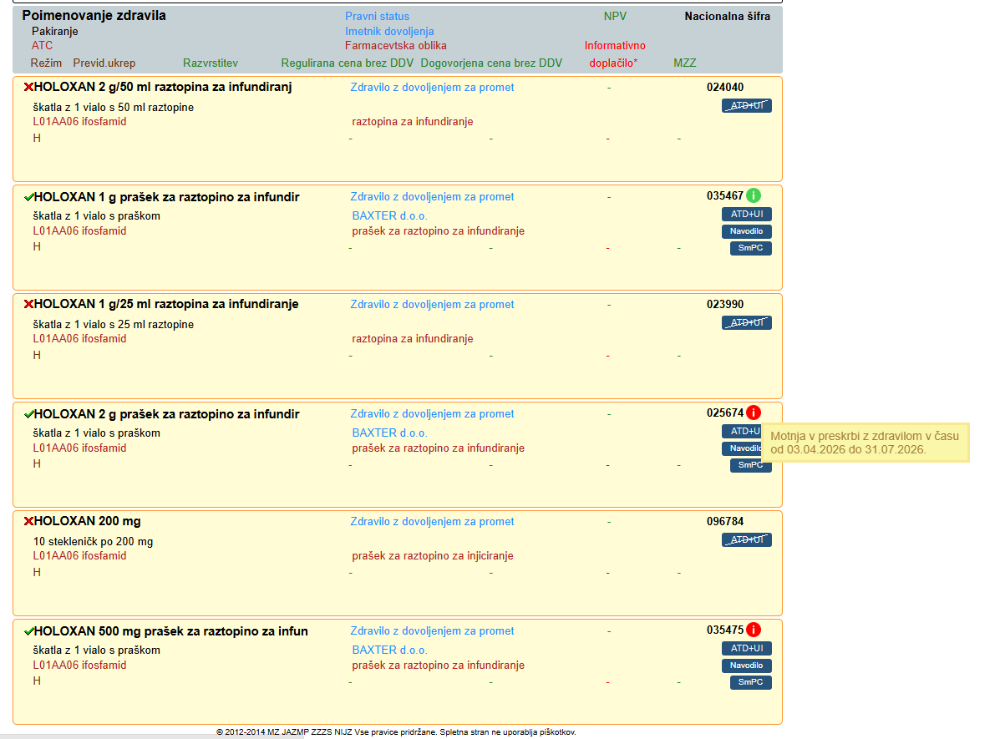 Poimenovanje zdravila Pravni status NPV Nacionalna šifra
Pakiranje Imetnik dovoljenja
ATC Farmacevtska oblika Informativno
Režim Previd.ukrep Razvrstitev Regulirana cena brez DDV Dogovorjena cena brez DDV doplačilo* MZZ
HOLOXAN 2 g/50 ml raztopina za infundiranj Zdravilo z dovoljenjem za promet - 024040
škatla z 1 vialo s 50 ml raztopine ATD+UI
L01AA06 ifosfamid raztopina za infundiranje
H - - - -
HOLOXAN 1 g prašek za raztopino za infundir Zdravilo z dovoljenjem za promet - 035467 i
škatla z 1 vialo s praškom BAXTER d.o.o. ATD+UI
L01AA06 ifosfamid prašek za raztopino za infundiranje Navodilo
H - - - - SmPC
HOLOXAN 1 g/25 ml raztopina za infundiranje Zdravilo z dovoljenjem za promet - 023990
škatla z 1 vialo s 25 ml raztopine ATD+UI
L01AA06 ifosfamid raztopina za infundiranje
H - - - -
HOLOXAN 2 g prašek za raztopino za infundir Zdravilo z dovoljenjem za promet - 025674 i
škatla z 1 vialo s praškom BAXTER d.o.o. ATD+U Motnja v preskrbi z zdravilom v času
L01AA06 ifosfamid prašek za raztopino za infundiranje Navodilo od 03.04.2026 do 31.07.2026.
H - - - - SmPC
HOLOXAN 200 mg Zdravilo z dovoljenjem za promet - 096784
10 stekleničk po 200 mg ATD+UI
L01AA06 ifosfamid prašek za raztopino za injiciranje
H - - - -
HOLOXAN 500 mg prašek za raztopino za infun Zdravilo z dovoljenjem za promet - 035475 i
škatla z 1 vialo s praškom BAXTER d.o.o. ATD+UI
L01AA06 ifosfamid prašek za raztopino za infundiranje Navodilo
H - - - - SmPC
© 2012-2014 MZ JAZMP ZZZS NIJZ Vse pravice pridržane. Spletna stran ne uporablja piškotkov.